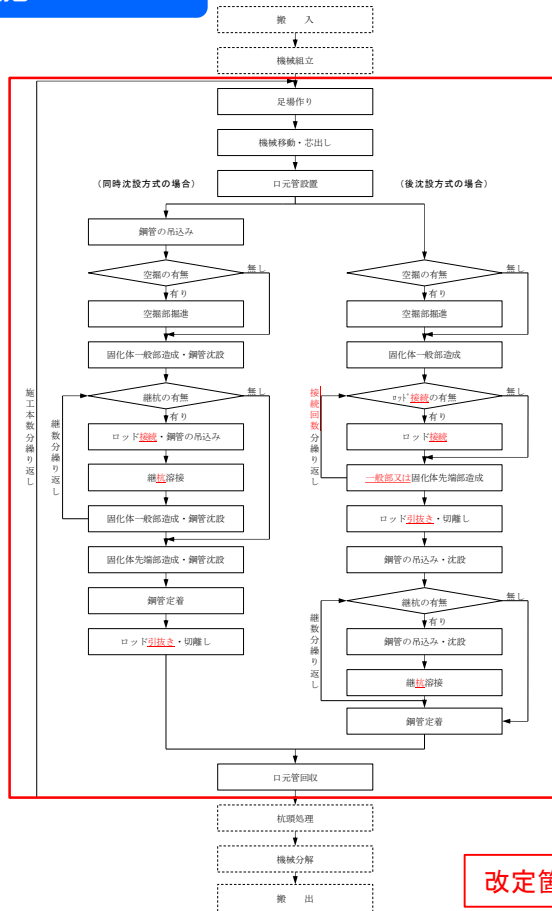 搬　入
機械組立
足場作り
機械移動・芯出し
(同時沈設方式の場合)
口元管設置
(後沈設方式の場合)
鋼管の吊込み
空掘の有無
無し
有り
空掘部掘進
固化体一般部造成・鋼管沈設
継杭の有無
無し
有り
ロッド接続・鋼管の吊込み
継杭溶接
固化体一般部造成・鋼管沈設
固化体先端部造成・鋼管沈設
鋼管定着
ロッド引抜き・切離し
継数分繰り返し
施工本数分繰り返し
空掘の有無
無し
有り
空掘部掘進
固化体一般部造成
ロッド接続の有無
無し
有り
ロッド接続
接続回数分繰り返し
一般部又は固化体先端部造成
ロッド引抜き・切離し
鋼管の吊込み・沈設
継杭の有無
無し
有り
鋼管の吊込み・沈設
継杭溶接
継数分繰り返し
鋼管定着
口元管回収
杭頭処理
機械分解
搬　出
改定箇